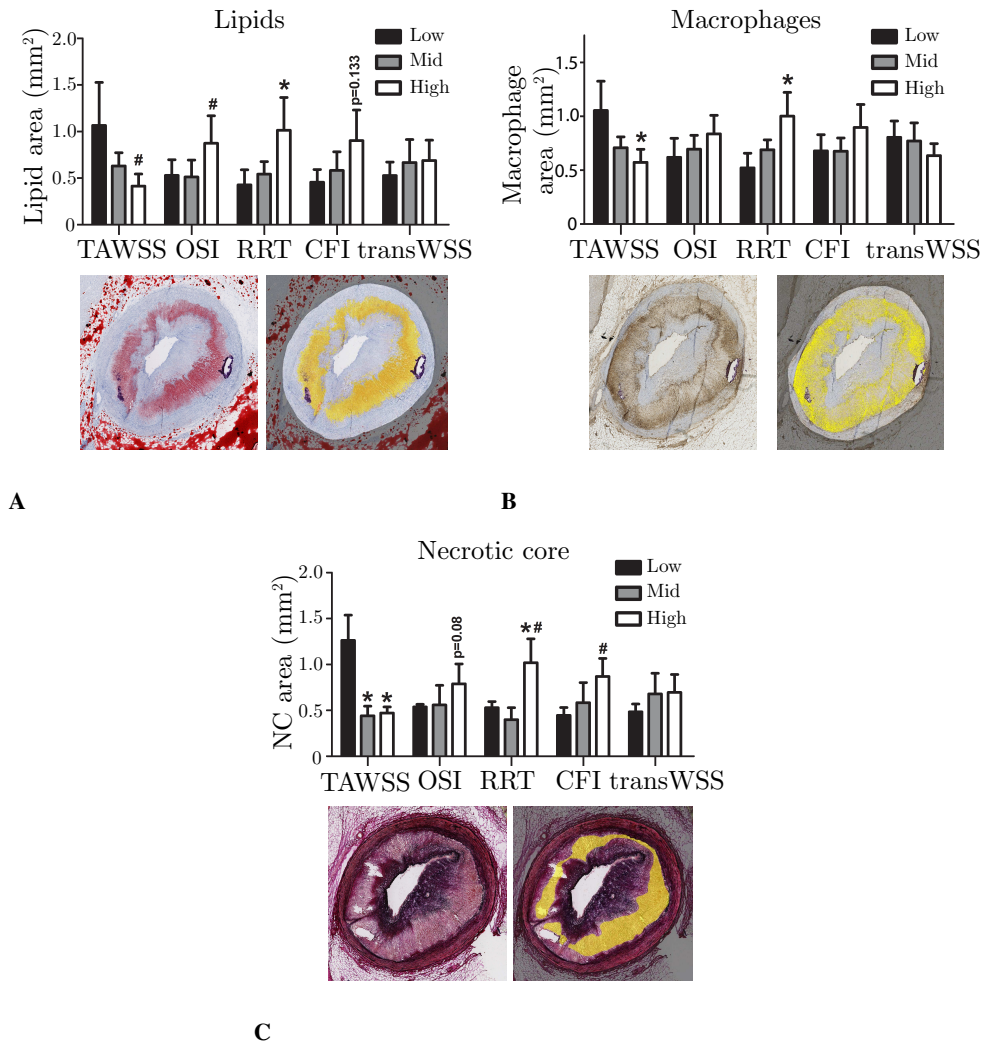 Lipids
Lipid area (mm²)
2.0
1.5
1.0
0.5
0
Low
Mid
High
#
#
*
p=0.133
TAWSS OSI RRT CFI transWSS
A
Macrophages
Macrophage
area (mm²)
1.5
1.0
0.5
0
Low
Mid
High
*
*
TAWSS OSI RRT CFI transWSS
B
Necrotic core
NC area (mm²)
2.0
1.5
1.0
0.5
0
Low
Mid
High
* *
p=0.08
*#
#
TAWSS OSI RRT CFI transWSS
C